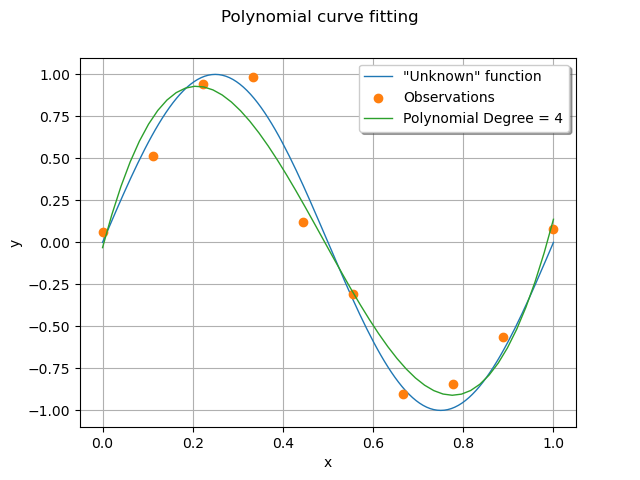 Polynomial curve fitting
"Unknown" function
Observations
Polynomial Degree = 4
1.00
0.75
0.50
0.25
0.00
−0.25
−0.50
−0.75
−1.00
y
0.0 0.2 0.4 0.6 0.8 1.0
x